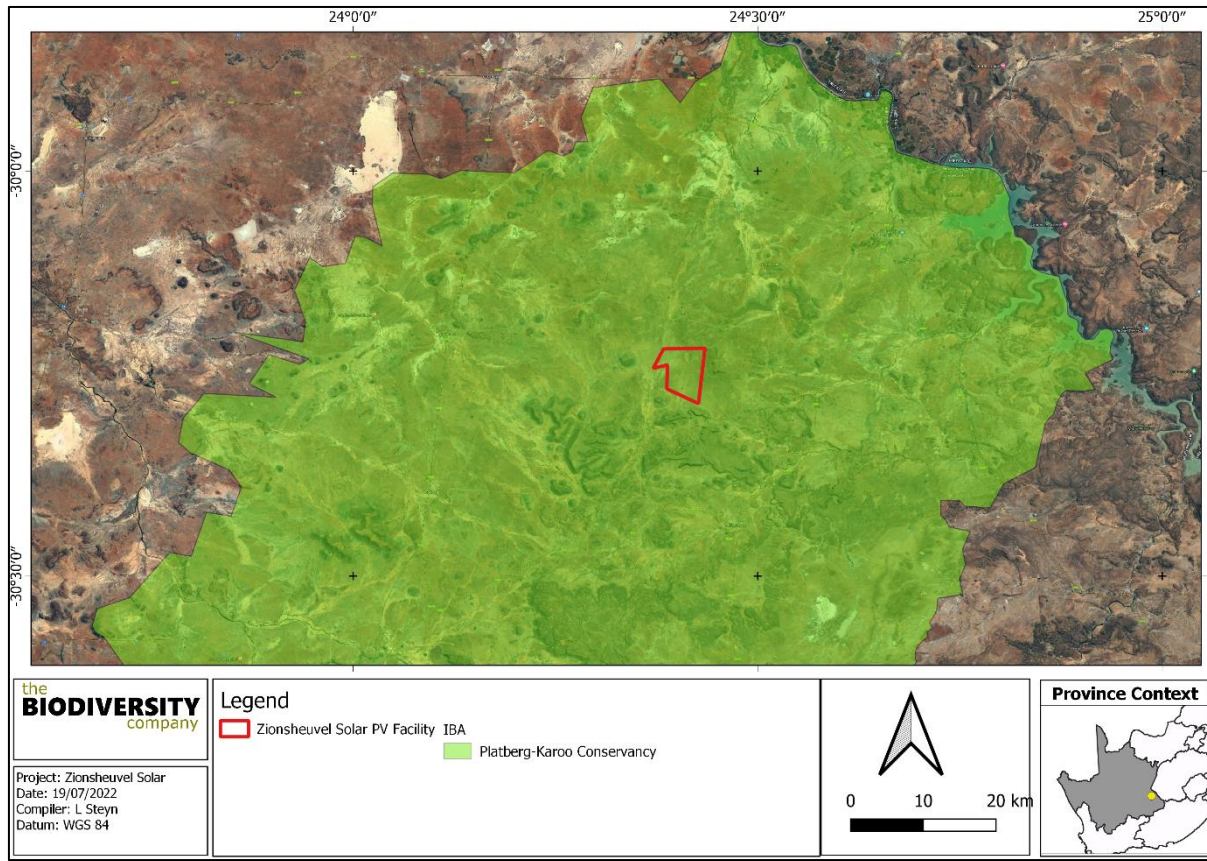 24°0'0" 24°30'0" 25°0'0"
-30°0'0"
-30°30'0"
the
BIODIVERSITY
company
Project: Zionsheuvel Solar
Date: 19/07/2022
Compiler: L Steyn
Datum: WGS 84
Legend
Zionsheuvel Solar PV Facility IBA
Platberg-Karoo Conservancy
0 10 20 km
Province Context